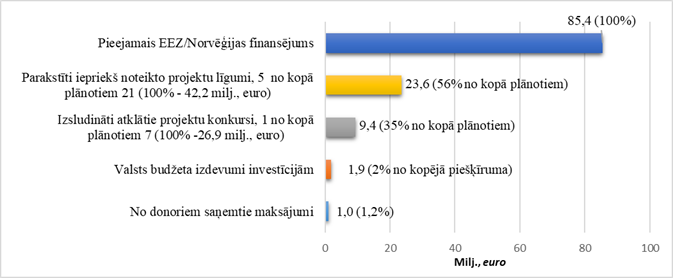 85,4 (100%)
Pieejamais EEZ/Norvēģijas finansējums
Parakstīti iepriekš noteikto projektu līgumi, 5 no kopā
plānotiem 21 (100% - 42,2 milj., euro)
23,6 (56% no kopā plānotiem)
Izsludināti atklātie projektu konkursi, 1 no kopā
plānotiem 7 (100% -26,9 milj., euro)
9,4 (35% no kopā plānotiem)
Valsts budžeta izdevumi investīcijām
1,9 (2% no kopējā piešķīruma)
No donoriem saņemtie maksājumi
1,0 (1,2%)
0 20 40 60 80 100
Milj., euro